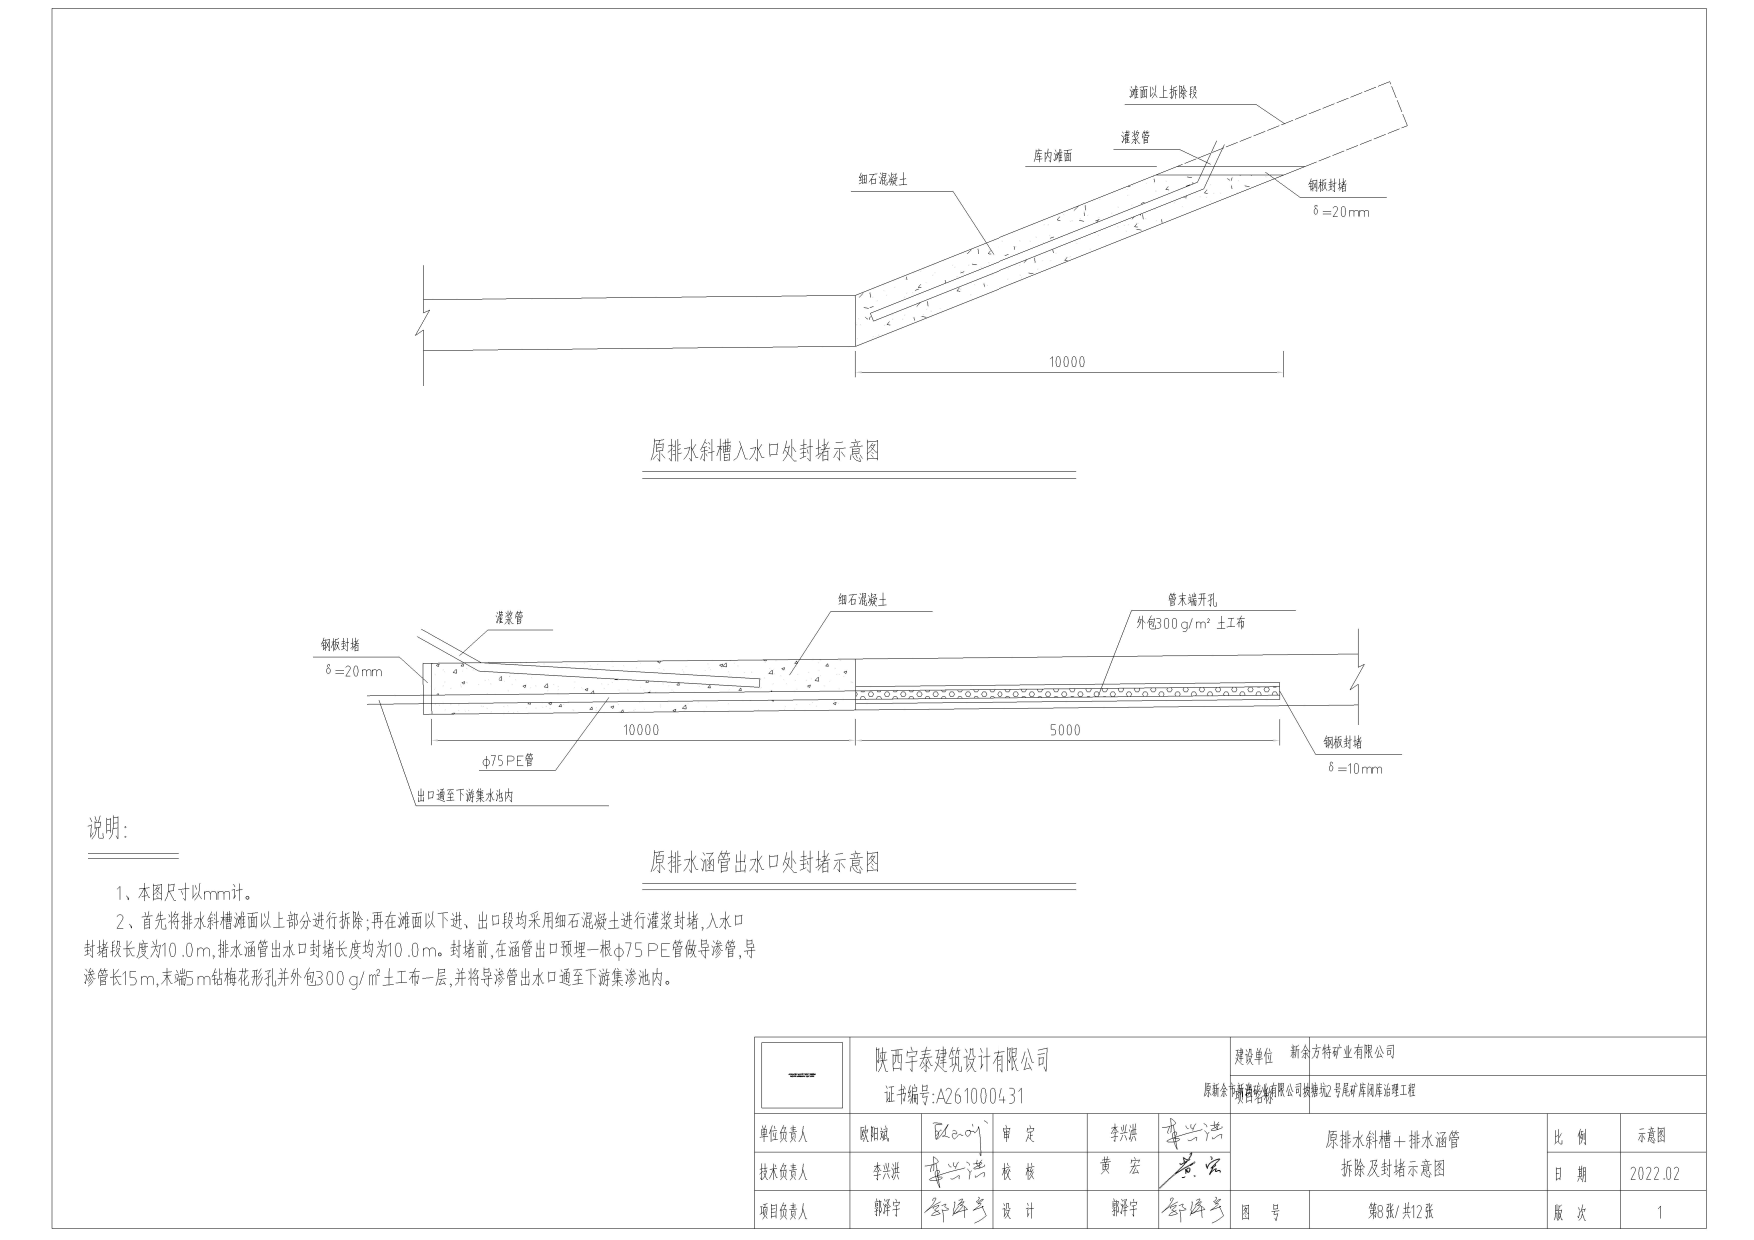 滩面以上拆除段
灌浆管
库内滩面
细石混凝土
钢板封堵
δ=20mm
10000
原排水斜槽入水口处封堵示意图
管末端开孔
外包300g/m² 土工布
细石混凝土
灌浆管
钢板封堵
δ=20mm
10000
5000
钢板封堵
δ=10mm
φ75PE管
出口通至下游集水池内
原排水涵管出水口处封堵示意图
说明:
1、本图尺寸以mm计。
2、首先将排水斜槽滩面以上部分进行拆除;再在滩面以下进、出口段均采用细石混凝土进行灌浆封堵,入水口
封堵段长度为10.0m,排水涵管出水口封堵长度均为10.0m。封堵前,在涵管出口预埋一根φ75PE管做导渗管,导
渗管长15m,末端5m钻梅花形孔并外包300g/㎡土工布一层,并将导渗管出水口通至下游集渗池内。
陕西宇泰建筑设计有限公司
证书编号:A261000431
建设单位 新余方特矿业有限公司
项目名称
单位负责人 欧阳斌 审 定 李兴洪
技术负责人 李兴洪 校 核 黄 宏
项目负责人 郭泽宇 设 计 郭泽宇
原排水斜槽+排水涵管
拆除及封堵示意图
比 例 示意图
日 期 2022.02
图 号 第8张/共12张 版 次 1